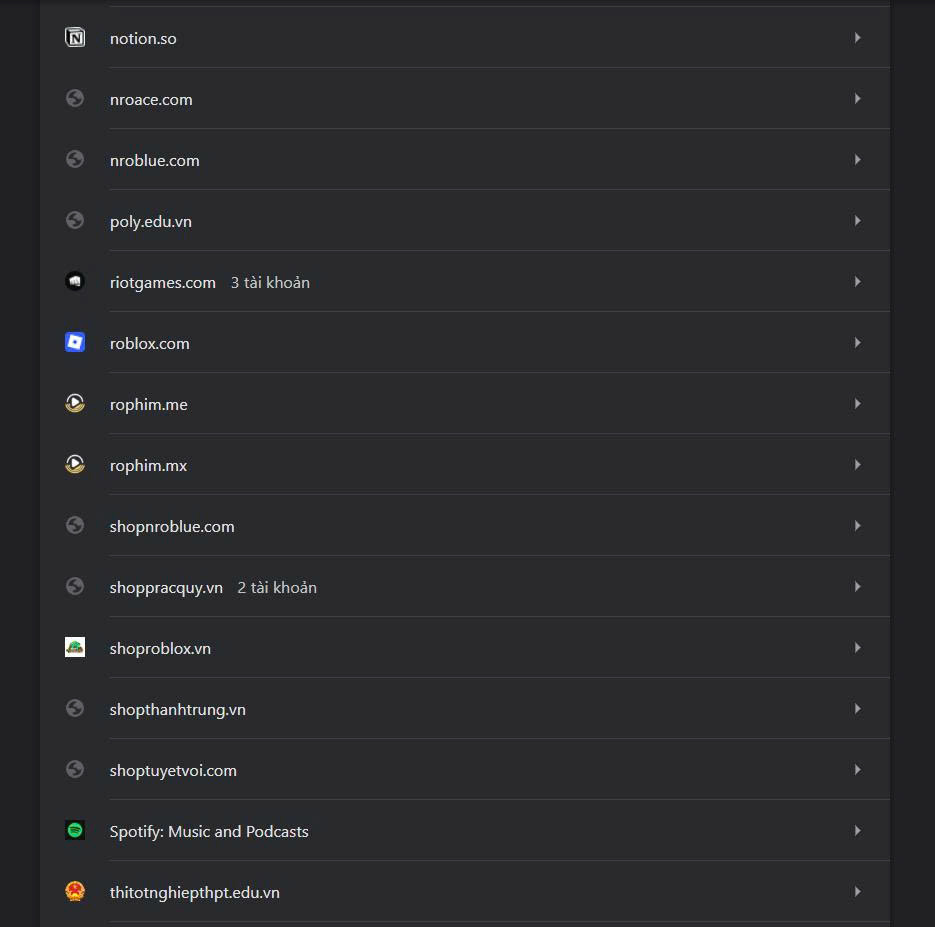 notion.so
nroace.com
nroblue.com
poly.edu.vn
riotgames.com 3 tài khoản
roblox.com
rophim.me
rophim.mx
shopnroblue.com
shoppracquy.vn 2 tài khoản
shoproblox.vn
shopthanhtrung.vn
shoptuyetvoi.com
Spotify: Music and Podcasts
thitotnghiepthpt.edu.vn